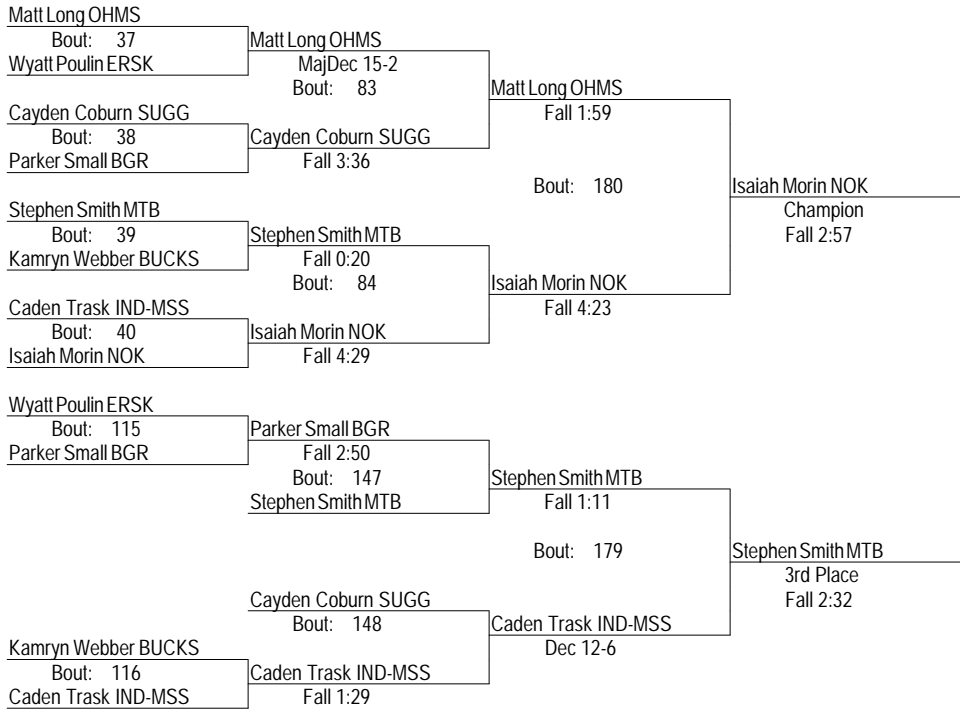 Matt Long OHMS
Bout: 37
Matt Long OHMS
Wyatt Poulin ERSK
MajDec 15-2
Bout: 83
Matt Long OHMS
Cayden Coburn SUGG
Fall 1:59
Bout: 38
Cayden Coburn SUGG
Parker Small BGR
Fall 3:36
Bout: 180
Isaiah Morin NOK
Stephen Smith MTB
Champion
Bout: 39
Stephen Smith MTB
Fall 2:57
Kamryn Webber BUCKS
Fall 0:20
Bout: 84
Isaiah Morin NOK
Caden Trask IND-MSS
Fall 4:23
Bout: 40
Isaiah Morin NOK
Isaiah Morin NOK
Fall 4:29
Wyatt Poulin ERSK
Bout: 115
Parker Small BGR
Parker Small BGR
Fall 2:50
Bout: 147
Stephen Smith MTB
Stephen Smith MTB
Fall 1:11
Bout: 179
Stephen Smith MTB
3rd Place
Cayden Coburn SUGG
Fall 2:32
Bout: 148
Caden Trask IND-MSS
Kamryn Webber BUCKS
Dec 12-6
Bout: 116
Caden Trask IND-MSS
Caden Trask IND-MSS
Fall 1:29